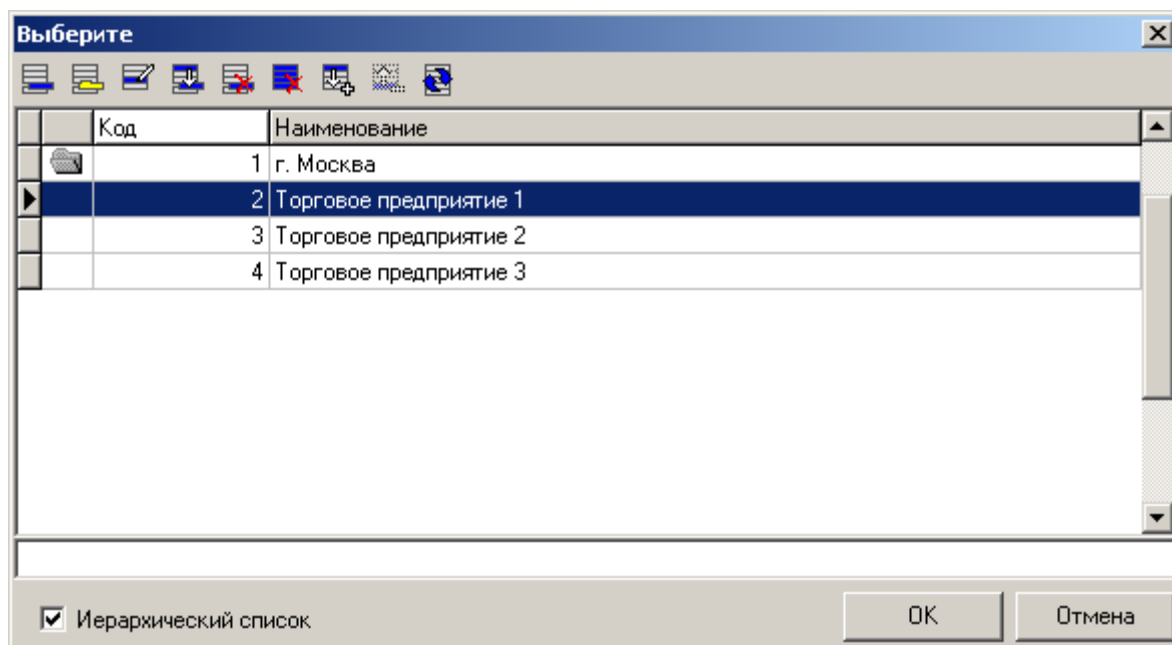 Выберите
Код Наименование
1 г. Москва
2 Торговое предприятие 1
3 Торговое предприятие 2
4 Торговое предприятие 3
Иерархический список OK Отмена